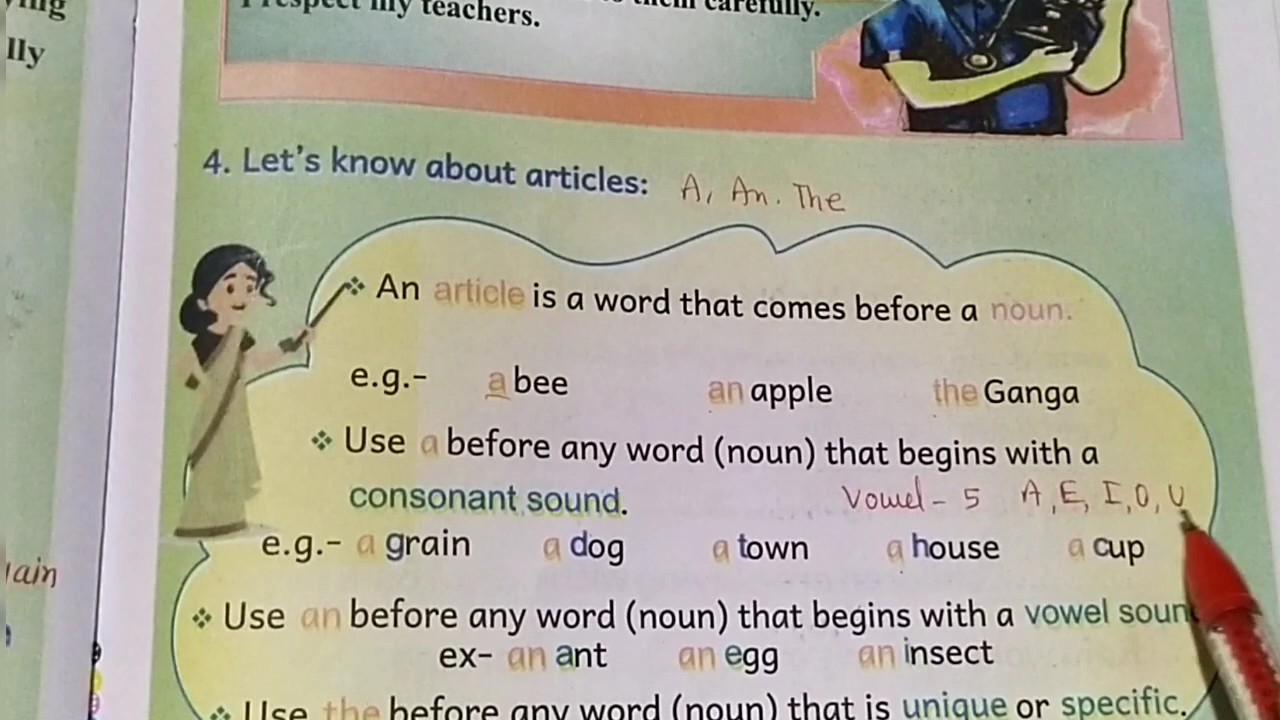 lly
respect my teachers.
them carefully.
4. Let's know about articles: A, An. The
❖ An article is a word that comes before a noun.
e.g.- a bee an apple the Ganga
❖ Use a before any word (noun) that begins with a
consonant sound. Vowel - 5 A, E, I, O, U
e.g.- a grain a dog a town a house a cup
❖ Use an before any word (noun) that begins with a vowel soun
ex- an ant an egg an insect
❖ Use the before any word (noun) that is unique or specific.